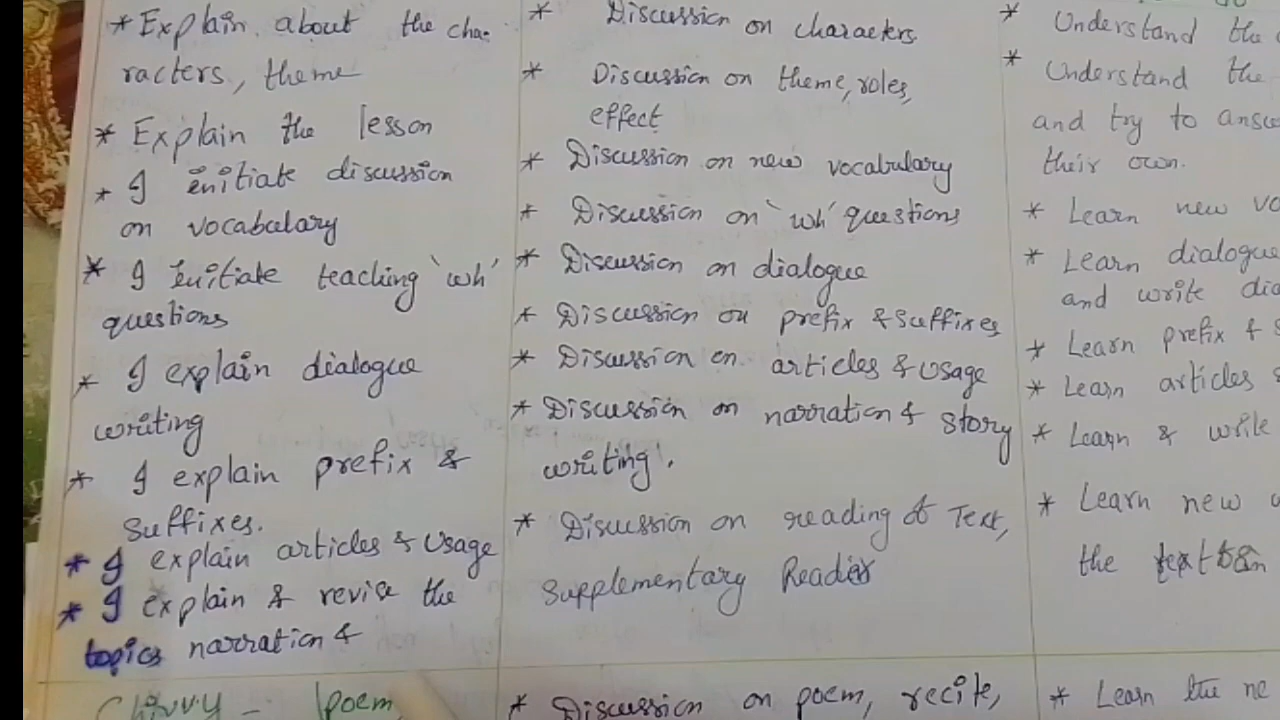 * Explain about the cha-
racters, theme
* Explain the lesson
* I initiate discussion
on vocabulary
* I initiate teaching 'wh'
questions
* I explain dialogue
writing
* I explain prefix &
suffixes.
* I explain articles & Usage
* I explain & revise the
topics narration &
Chivvy - poem,
* Discussion on characters
* Discussion on theme, roles,
effect
* Discussion on new vocabulary
* Discussion on 'wh' questions
* Discussion on dialogue
* Discussion on prefix & suffixes
* Discussion on articles & Usage
* Discussion on narration & Story
writing.
* Discussion on reading of Text,
Supplementary Reader
* Discussion on poem, recite,
* Understand the
* Understand the
and try to answ
their own.
* Learn new vo
* Learn dialogue
and write dia
* Learn prefix &
* Learn articles &
* Learn & write
* Learn new
the
* Learn the ne